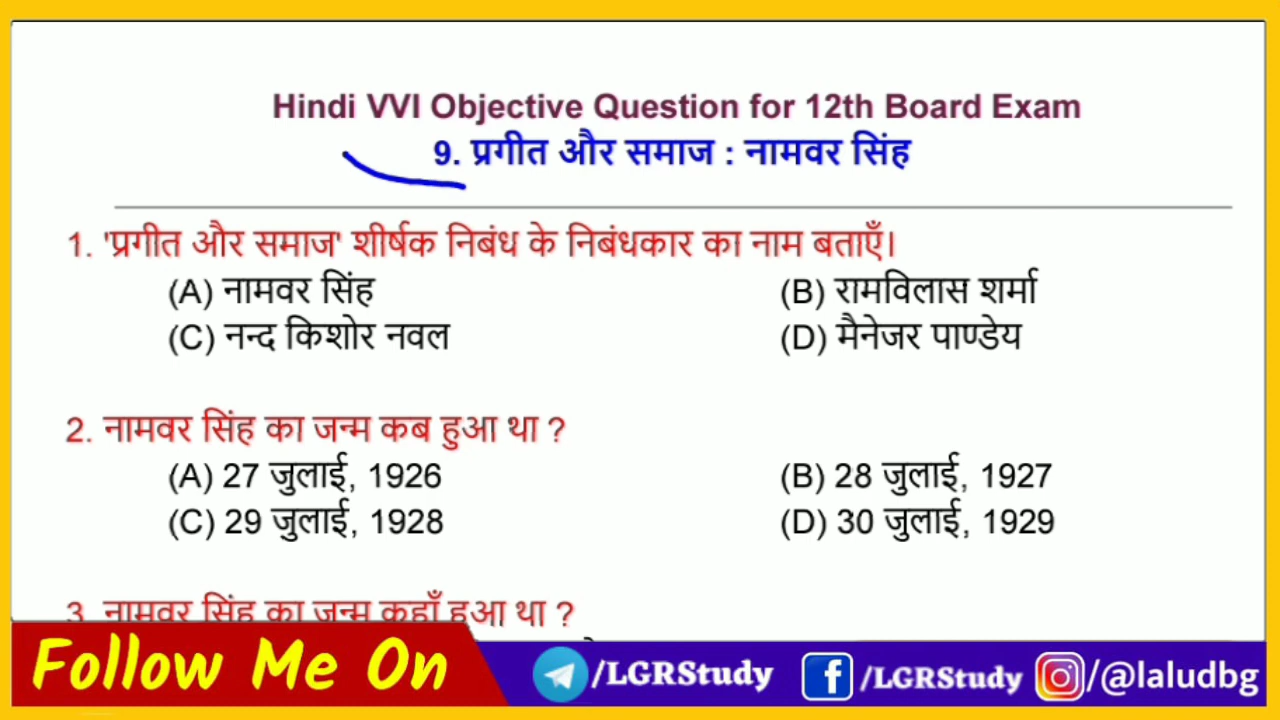 Hindi VVI Objective Question for 12th Board Exam
9. प्रगीत और समाज : नामवर सिंह
1. 'प्रगीत और समाज' शीर्षक निबंध के निबंधकार का नाम बताएँ।
(A) नामवर सिंह (B) रामविलास शर्मा
(C) नन्द किशोर नवल (D) मैनेजर पाण्डेय
2. नामवर सिंह का जन्म कब हुआ था ?
(A) 27 जुलाई, 1926 (B) 28 जुलाई, 1927
(C) 29 जुलाई, 1928 (D) 30 जुलाई, 1929
3. नामवर सिंह का जन्म कहाँ हुआ था ?
Follow Me On /LGRStudy /LGRStudy /@laludbg